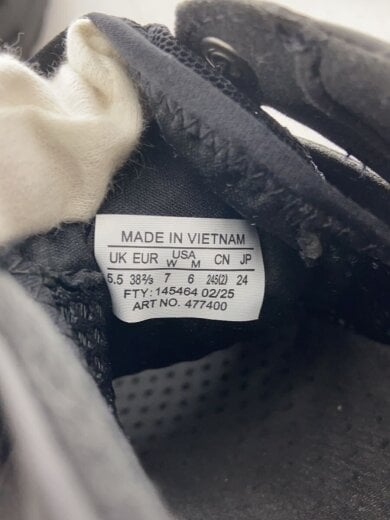 MADE IN VIETNAM
UK EUR USA W M CN JP
5.5 38⅔ 7 6 245(2) 24
FTY: 145464 02/25
ART NO. 477400